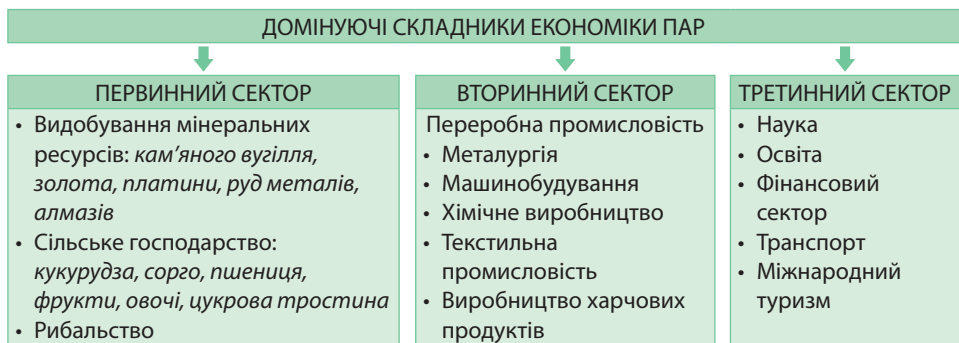 ДОМІНУЮЧІ СКЛАДНИКИ ЕКОНОМІКИ ПАР
ПЕРВИННИЙ СЕКТОР
• Видобування мінеральних
ресурсів: кам’яного вугілля,
золота, платини, руд металів,
алмазів
• Сільське господарство:
кукурудза, сорго, пшениця,
фрукти, овочі, цукрова тростина
• Рибальство
ВТОРИННИЙ СЕКТОР
Переробна промисловість
• Металургія
• Машинобудування
• Хімічне виробництво
• Текстильна
промисловість
• Виробництво харчових
продуктів
ТРЕТИННИЙ СЕКТОР
• Наука
• Освіта
• Фінансовий
сектор
• Транспорт
• Міжнародний
туризм